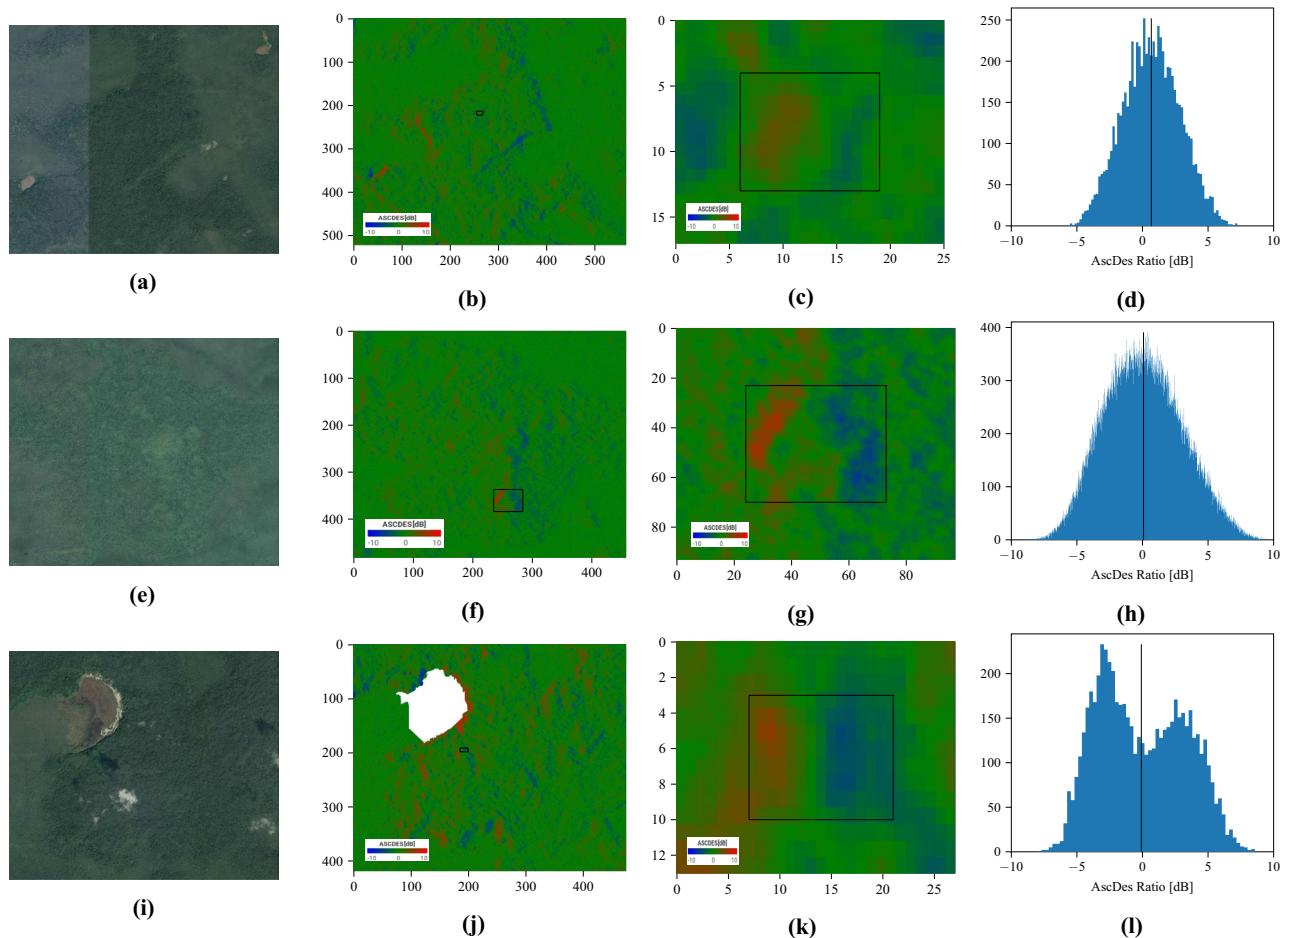 0
100
200
300
400
500
0 100 200 300 400 500
ASCDES[dB]
-10 0 10
0
5
10
15
0 5 10 15 20 25
ASCDES[dB]
-10 0 10
250
200
150
100
50
0
−10 −5 0 5 10
AscDes Ratio [dB]
(a)
(b)
(c)
(d)
0
100
200
300
400
0 100 200 300 400
ASCDES[dB]
-10 0 10
0
20
40
60
80
0 20 40 60 80
ASCDES[dB]
-10 0 10
400
300
200
100
0
−10 −5 0 5 10
AscDes Ratio [dB]
(e)
(f)
(g)
(h)
0
100
200
300
400
0 100 200 300 400
ASCDES[dB]
-10 0 10
0
2
4
6
8
10
12
0 5 10 15 20 25
ASCDES[dB]
-10 0 10
200
150
100
50
0
−10 −5 0 5 10
AscDes Ratio [dB]
(i)
(j)
(k)
(l)